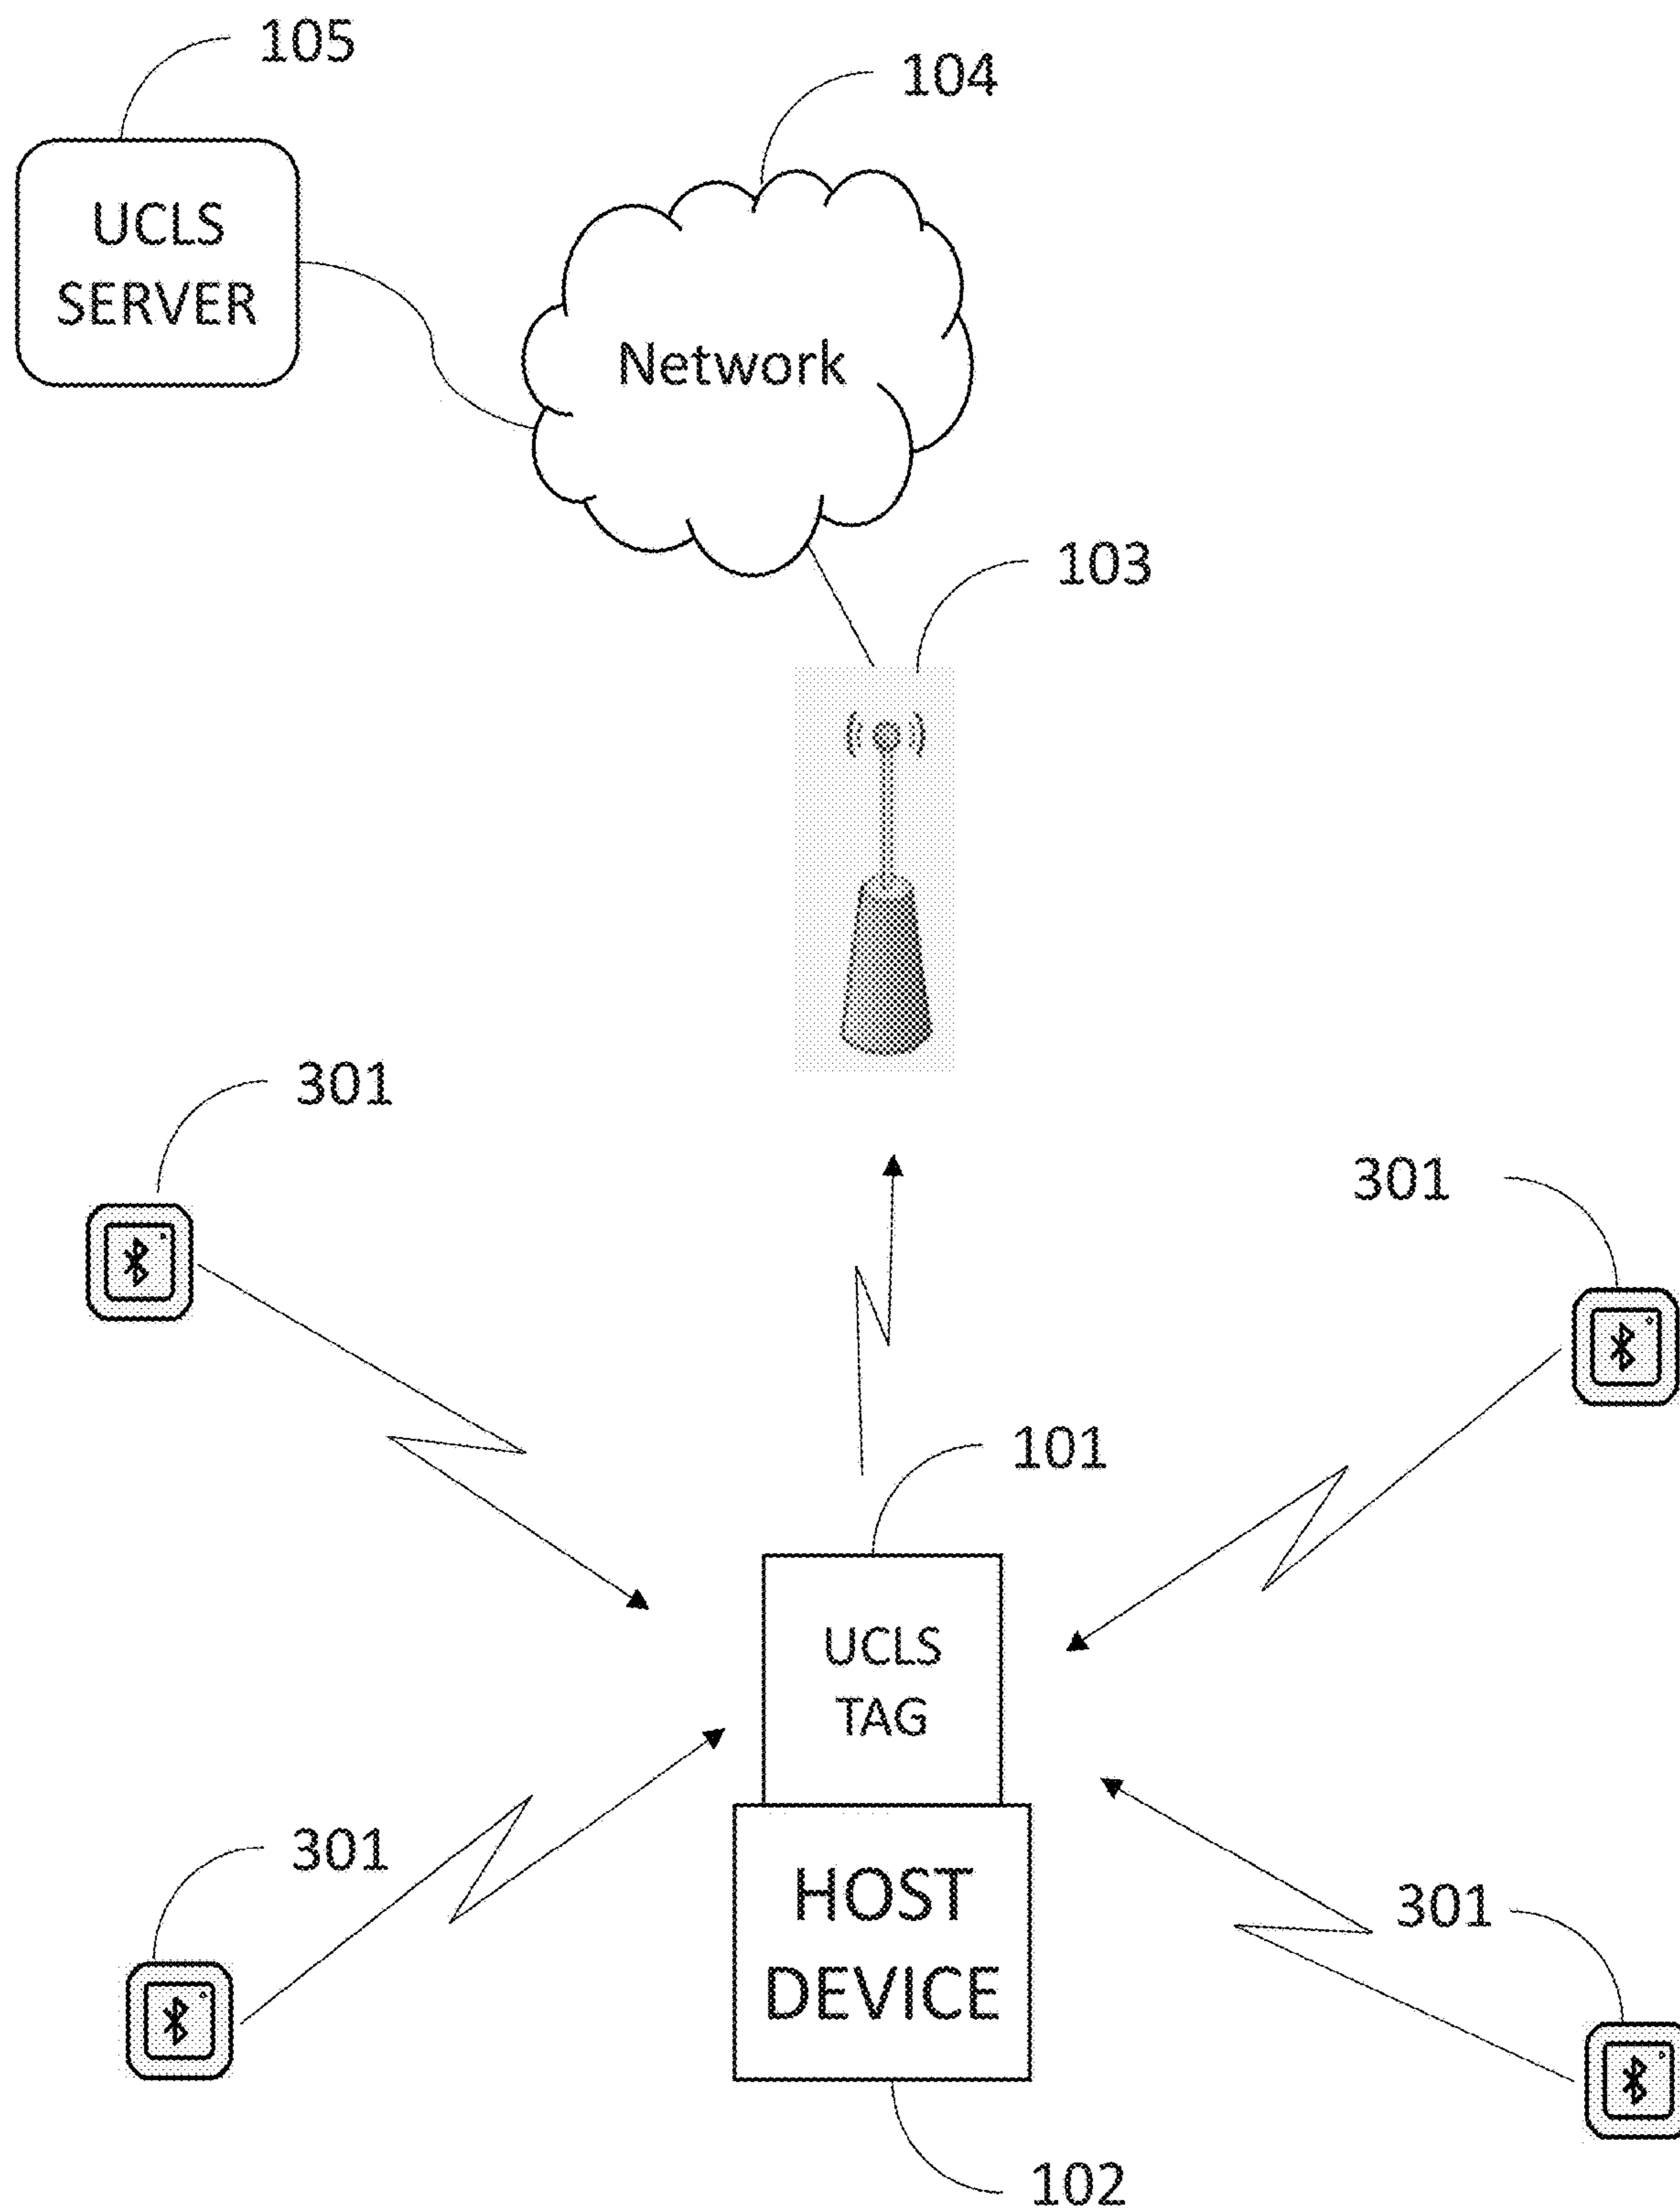 105
104
UCLS
SERVER
Network
103
301
301
101
UCLS
TAG
301
HOST
DEVICE
301
102